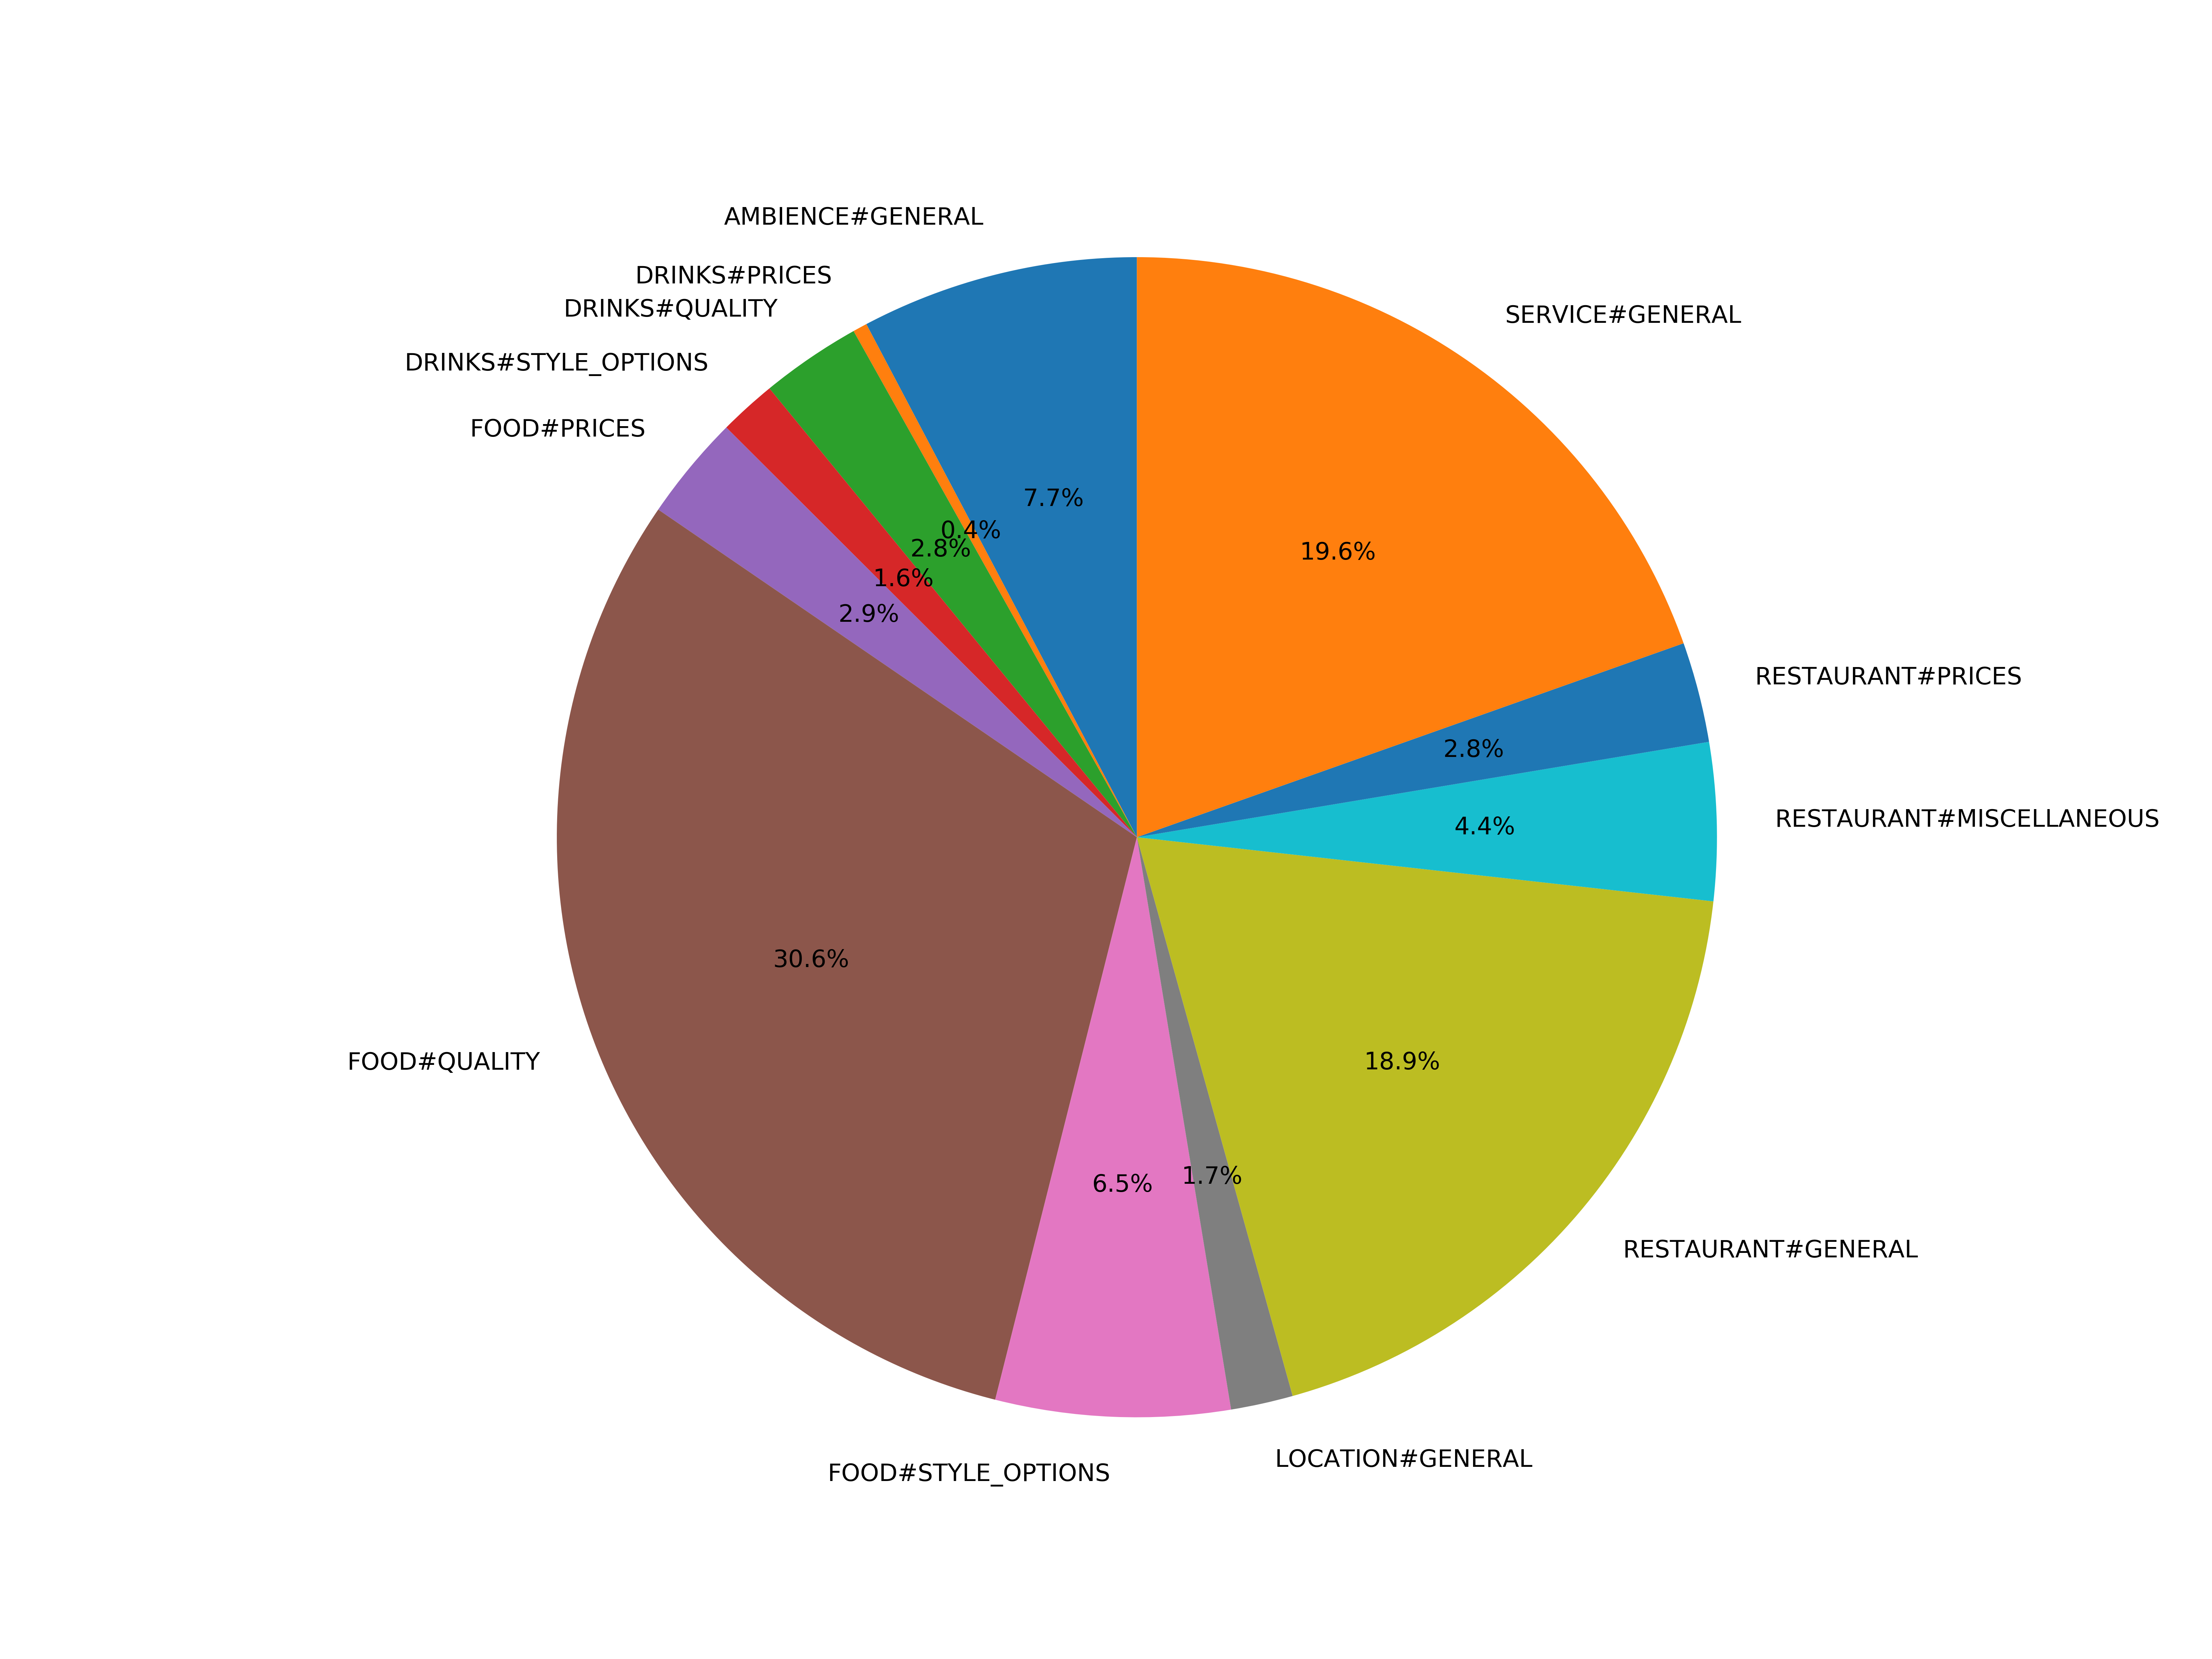 AMBIENCE#GENERAL
DRINKS#PRICES
DRINKS#QUALITY
SERVICE#GENERAL
DRINKS#STYLE_OPTIONS
FOOD#PRICES
7.7%
0.4%
2.8%
19.6%
1.6%
2.9%
RESTAURANT#PRICES
2.8%
4.4%
RESTAURANT#MISCELLANEOUS
30.6%
FOOD#QUALITY
18.9%
6.5%
1.7%
RESTAURANT#GENERAL
FOOD#STYLE_OPTIONS
LOCATION#GENERAL